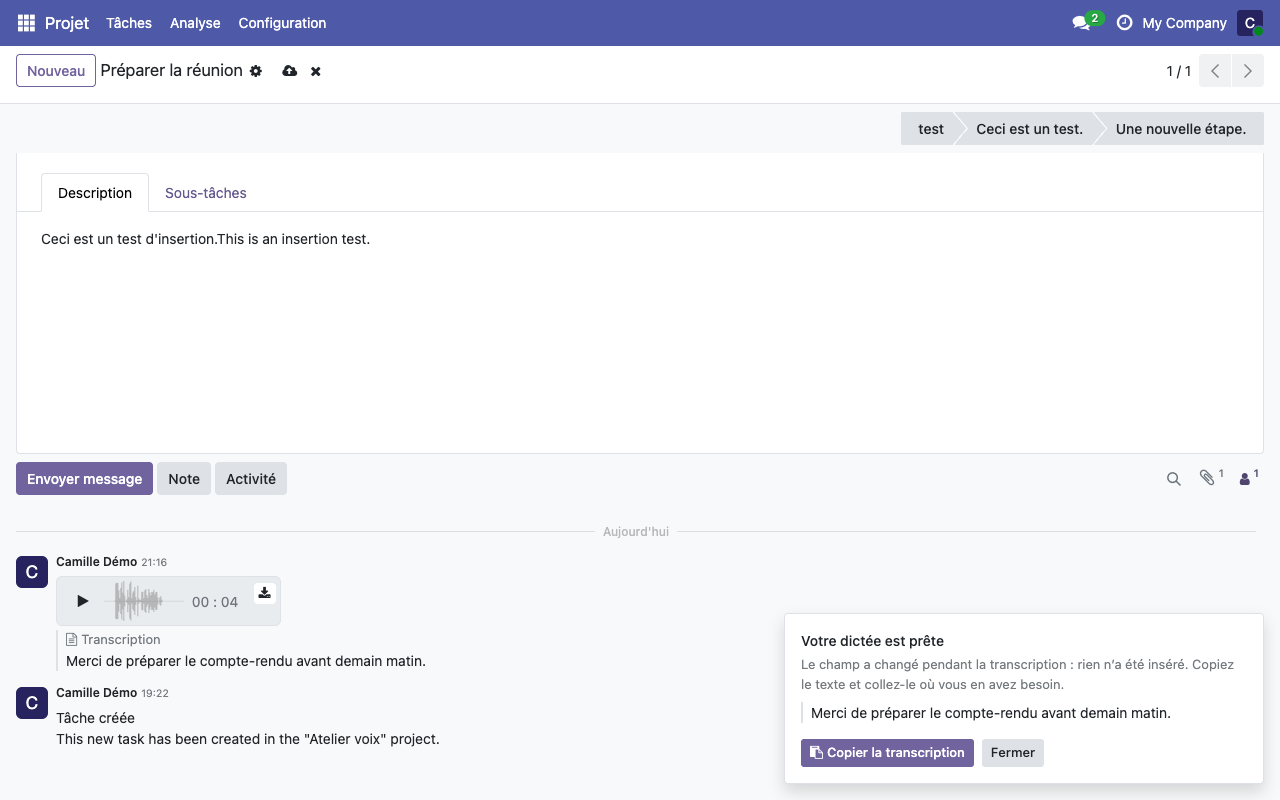 Projet Tâches Analyse Configuration 2 My Company C
Nouveau Préparer la réunion 1 / 1
test Ceci est un test. Une nouvelle étape.
Description Sous-tâches
Ceci est un test d'insertion.This is an insertion test.
Envoyer message Note Activité 1 1
Aujourd'hui
C Camille Démo 21:16
00 : 04
Transcription
Merci de préparer le compte-rendu avant demain matin.
C Camille Démo 19:22
Tâche créée
This new task has been created in the "Atelier voix" project.
Votre dictée est prête
Le champ a changé pendant la transcription : rien n’a été inséré. Copiez
le texte et collez-le où vous en avez besoin.
Merci de préparer le compte-rendu avant demain matin.
Copier la transcription Fermer